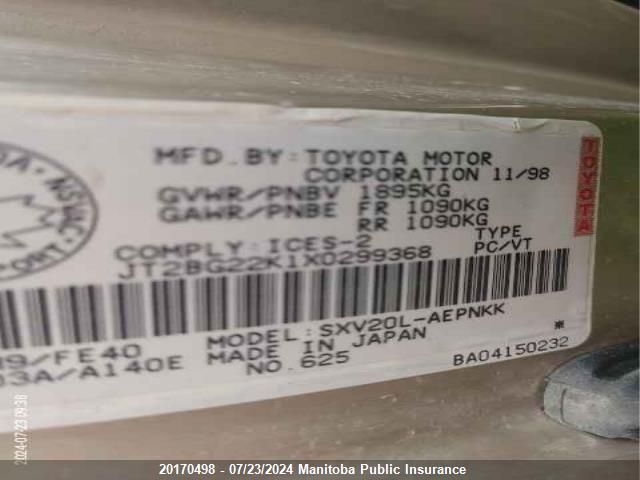 MFD. BY: TOYOTA MOTOR
CORPORATION 11/98
GVWR/PNBV 1895KG
GAWR/PNBE FR 1090KG
RR 1090KG
COMPLY: ICES-2
TYPE
PC/VT
JT2BG22K1X0299368
MODEL: SXV20L-AEPNKK
/FE40
MADE IN JAPAN
03A/A140E
NO. 625
BA04150232
*
TOYOTA
NSVAC
2024-07-23 09:38
20170498 - 07/23/2024 Manitoba Public Insurance